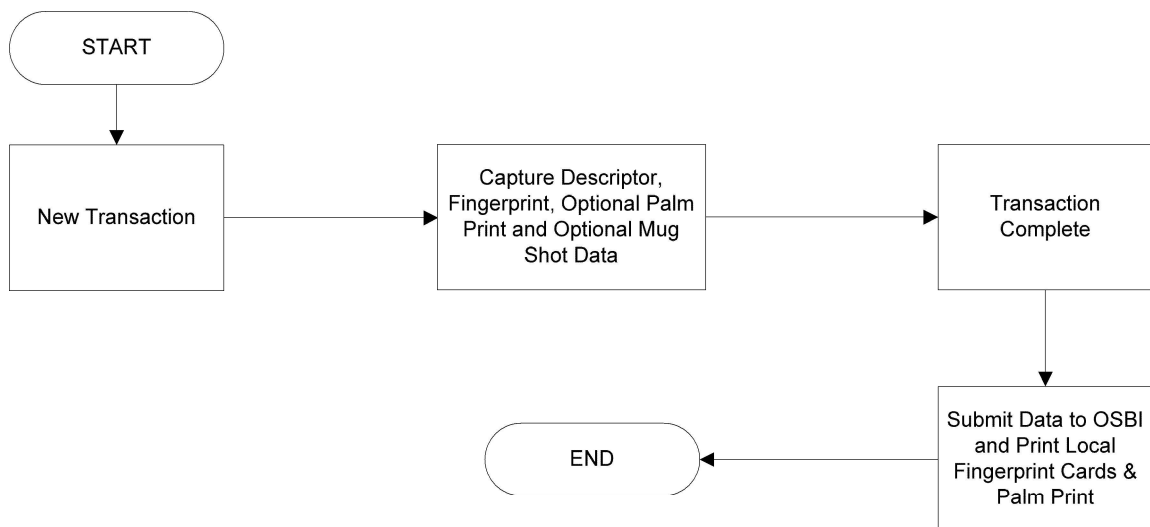 START
New Transaction
Capture Descriptor,
Fingerprint, Optional Palm
Print and Optional Mug
Shot Data
Transaction
Complete
Submit Data to OSBI
and Print Local
Fingerprint Cards &
Palm Print
END